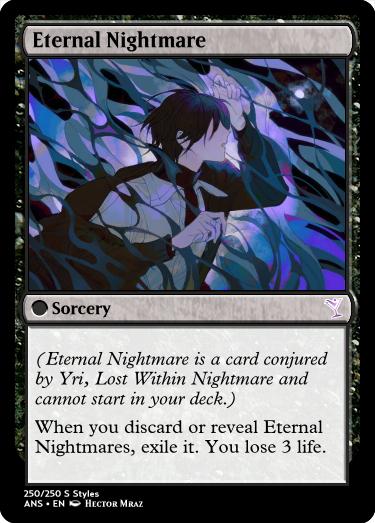 Eternal Nightmare
Sorcery
(Eternal Nightmare is a card conjured
by Yri, Lost Within Nightmare and
cannot start in your deck.)
When you discard or reveal Eternal
Nightmares, exile it. You lose 3 life.
250/250 S Styles
ANS • EN Hector Mraz